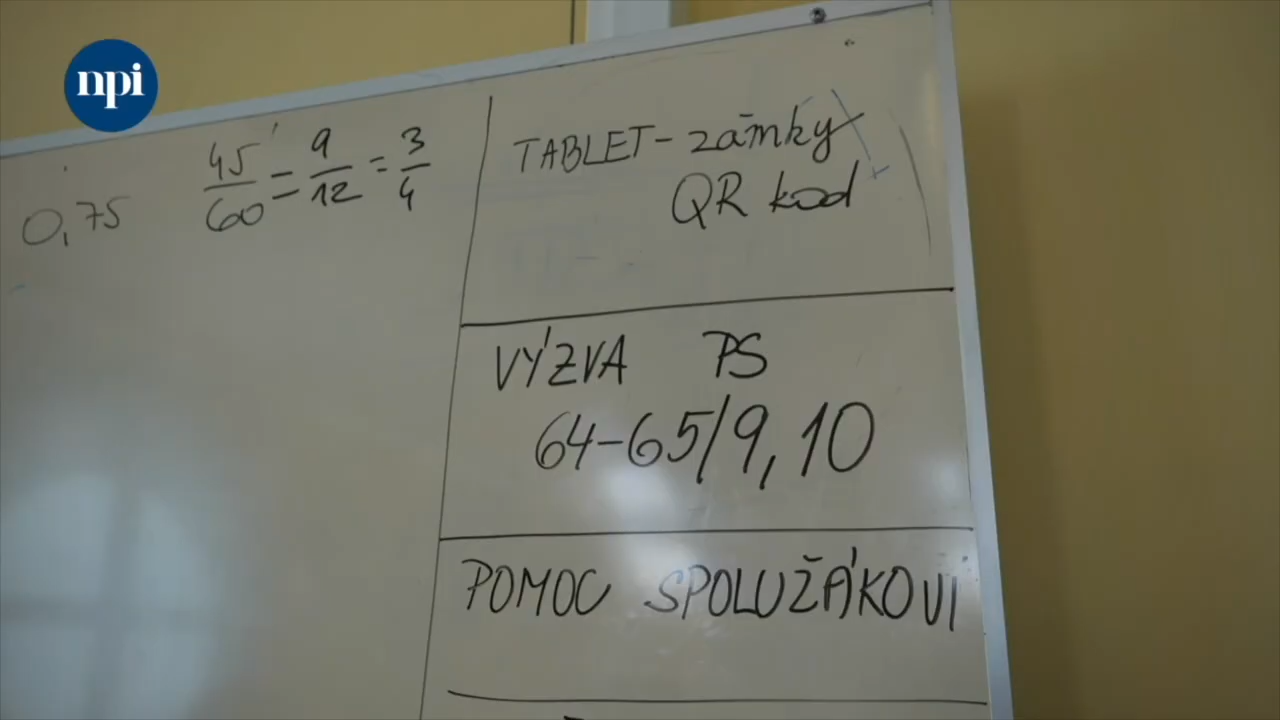 npi
0,75
45/60 = 9/12 = 3/4
TABLET - zámky
QR kod
VÝZVA PS
64-65/9, 10
POMOC SPOLUŽÁKOVI